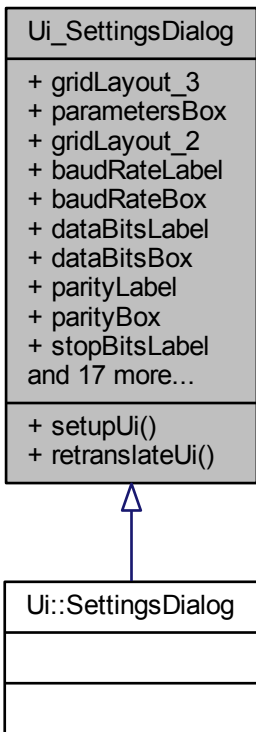 Ui_SettingsDialog
+ gridLayout_3
+ parametersBox
+ gridLayout_2
+ baudRateLabel
+ baudRateBox
+ dataBitsLabel
+ dataBitsBox
+ parityLabel
+ parityBox
+ stopBitsLabel
and 17 more...
+ setupUi()
+ retranslateUi()
Ui::SettingsDialog